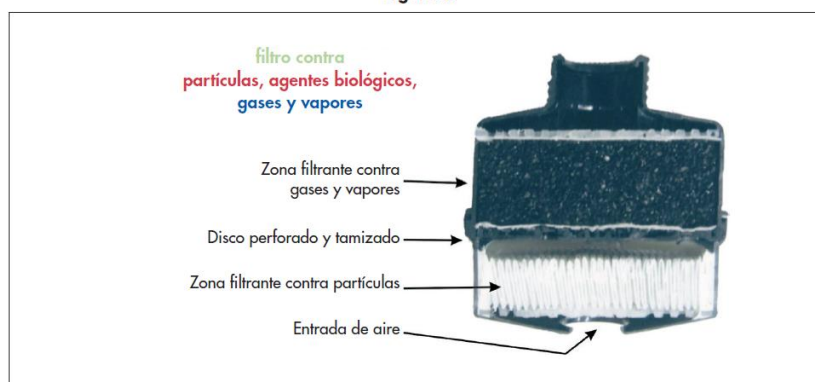 filtro contra
partículas, agentes biológicos,
gases y vapores
Zona filtrante contra
gases y vapores
Disco perforado y tamizado
Zona filtrante contra partículas
Entrada de aire